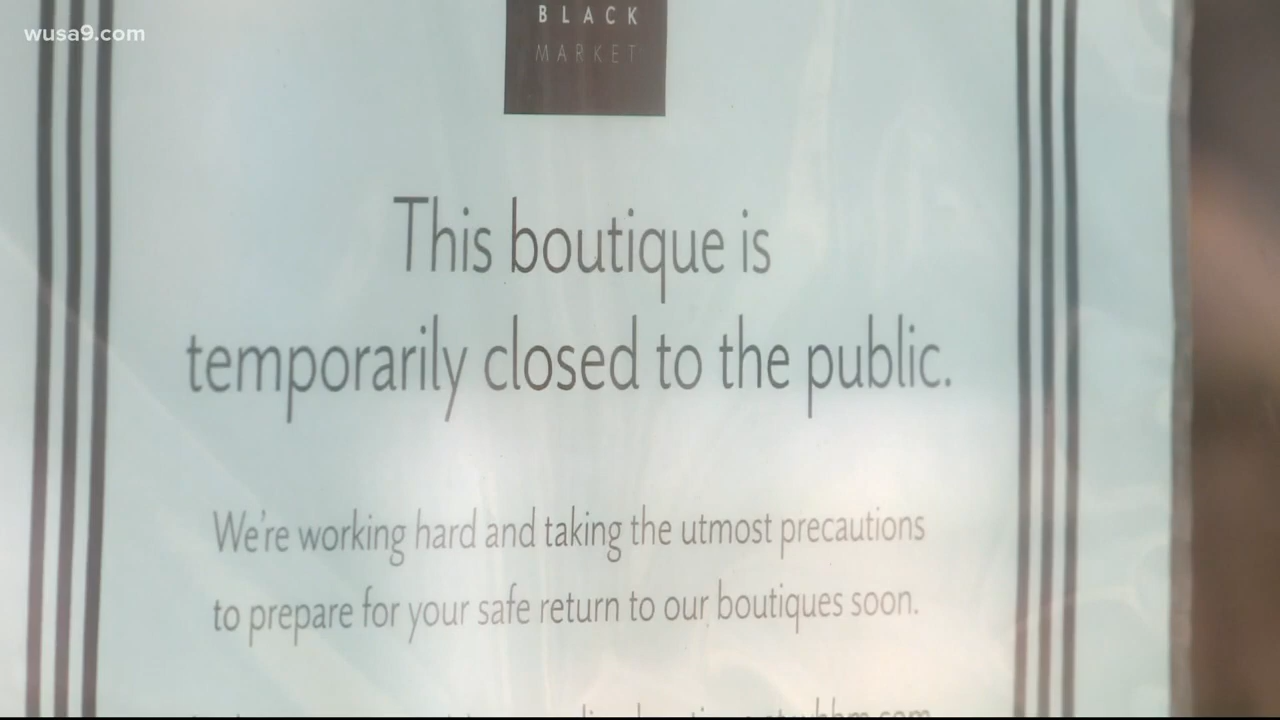 wusa9.com
BLACK
MARKET
This boutique is
temporarily closed to the public.
We're working hard and taking the utmost precautions
to prepare for your safe return to our boutiques soon.